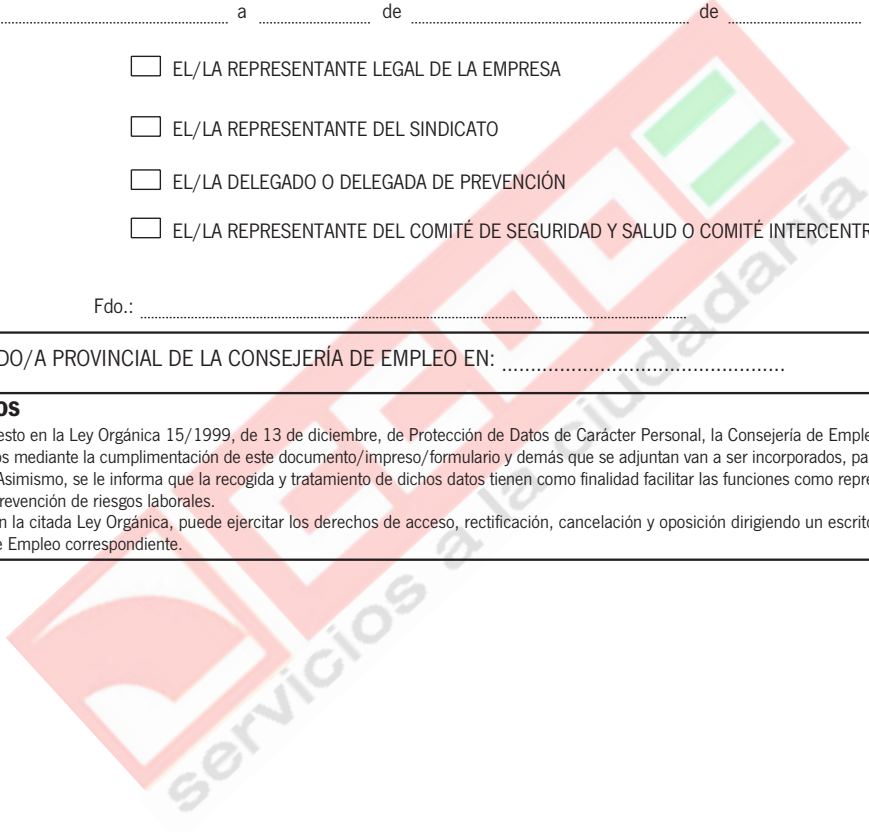 a de de
EL/LA REPRESENTANTE LEGAL DE LA EMPRESA
EL/LA REPRESENTANTE DEL SINDICATO
EL/LA DELEGADO O DELEGADA DE PREVENCIÓN
EL/LA REPRESENTANTE DEL COMITÉ DE SEGURIDAD Y SALUD O COMITÉ INTERCENTR
Fdo.:
DO/A PROVINCIAL DE LA CONSEJERÍA DE EMPLEO EN:
OS
esto en la Ley Orgánica 15/1999, de 13 de diciembre, de Protección de Datos de Carácter Personal, la Consejería de Emple
os mediante la cumplimentación de este documento/impreso/formulario y demás que se adjuntan van a ser incorporados, pa
Asimismo, se le informa que la recogida y tratamiento de dichos datos tienen como finalidad facilitar las funciones como repre
revención de riesgos laborales.
n la citada Ley Orgánica, puede ejercitar los derechos de acceso, rectificación, cancelación y oposición dirigiendo un escrito
e Empleo correspondiente.
CCOO
servicios a la ciudadanía